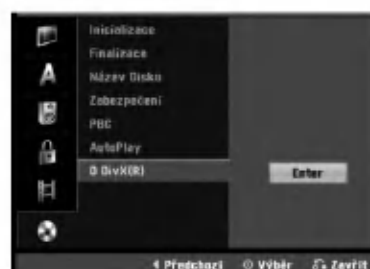 Inicializace
Finalizace
Název Disku
Zabezpečení
PBC
AutoPlay
O DivX(R)
Enter
Předchozí Výběr Zavřít